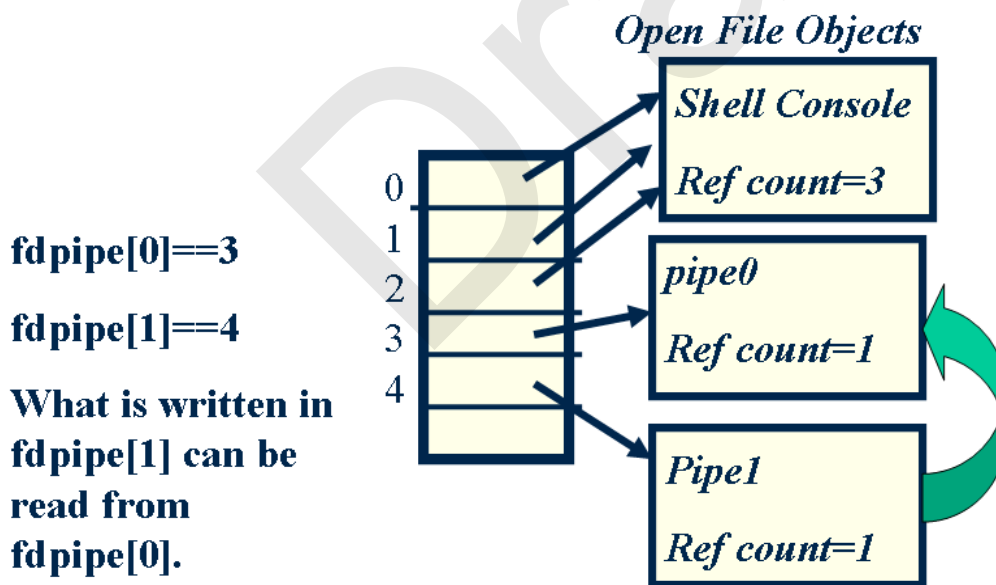 Open File Objects
Shell Console
Ref count=3
0
1
2
3
4
fdpipe[0]==3
fdpipe[1]==4
What is written in
fdpipe[1] can be
read from
fdpipe[0].
pipe0
Ref count=1
Pipe1
Ref count=1